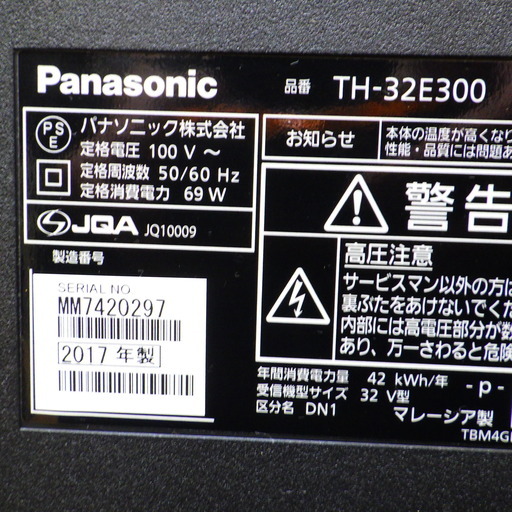 Panasonic
品番 TH-32E300
PS
E
パナソニック株式会社
定格電圧 100 V ～
定格周波数 50/60 Hz
定格消費電力 69 W
JQA JQ10009
お知らせ
本体の温度が高くなり
性能・品質には問題あ
警告
高圧注意
サービスマン以外の方は
裏ぶたをあけないでくだ
内部には高電圧部分が数
あり、万一さわると危険
製造番号
SERIAL NO
MM7420297
2017 年製
年間消費電力量 42 kWh/年
受信機型サイズ 32 V型
区分名 DN1
-p-
マレーシア製
TBM4G